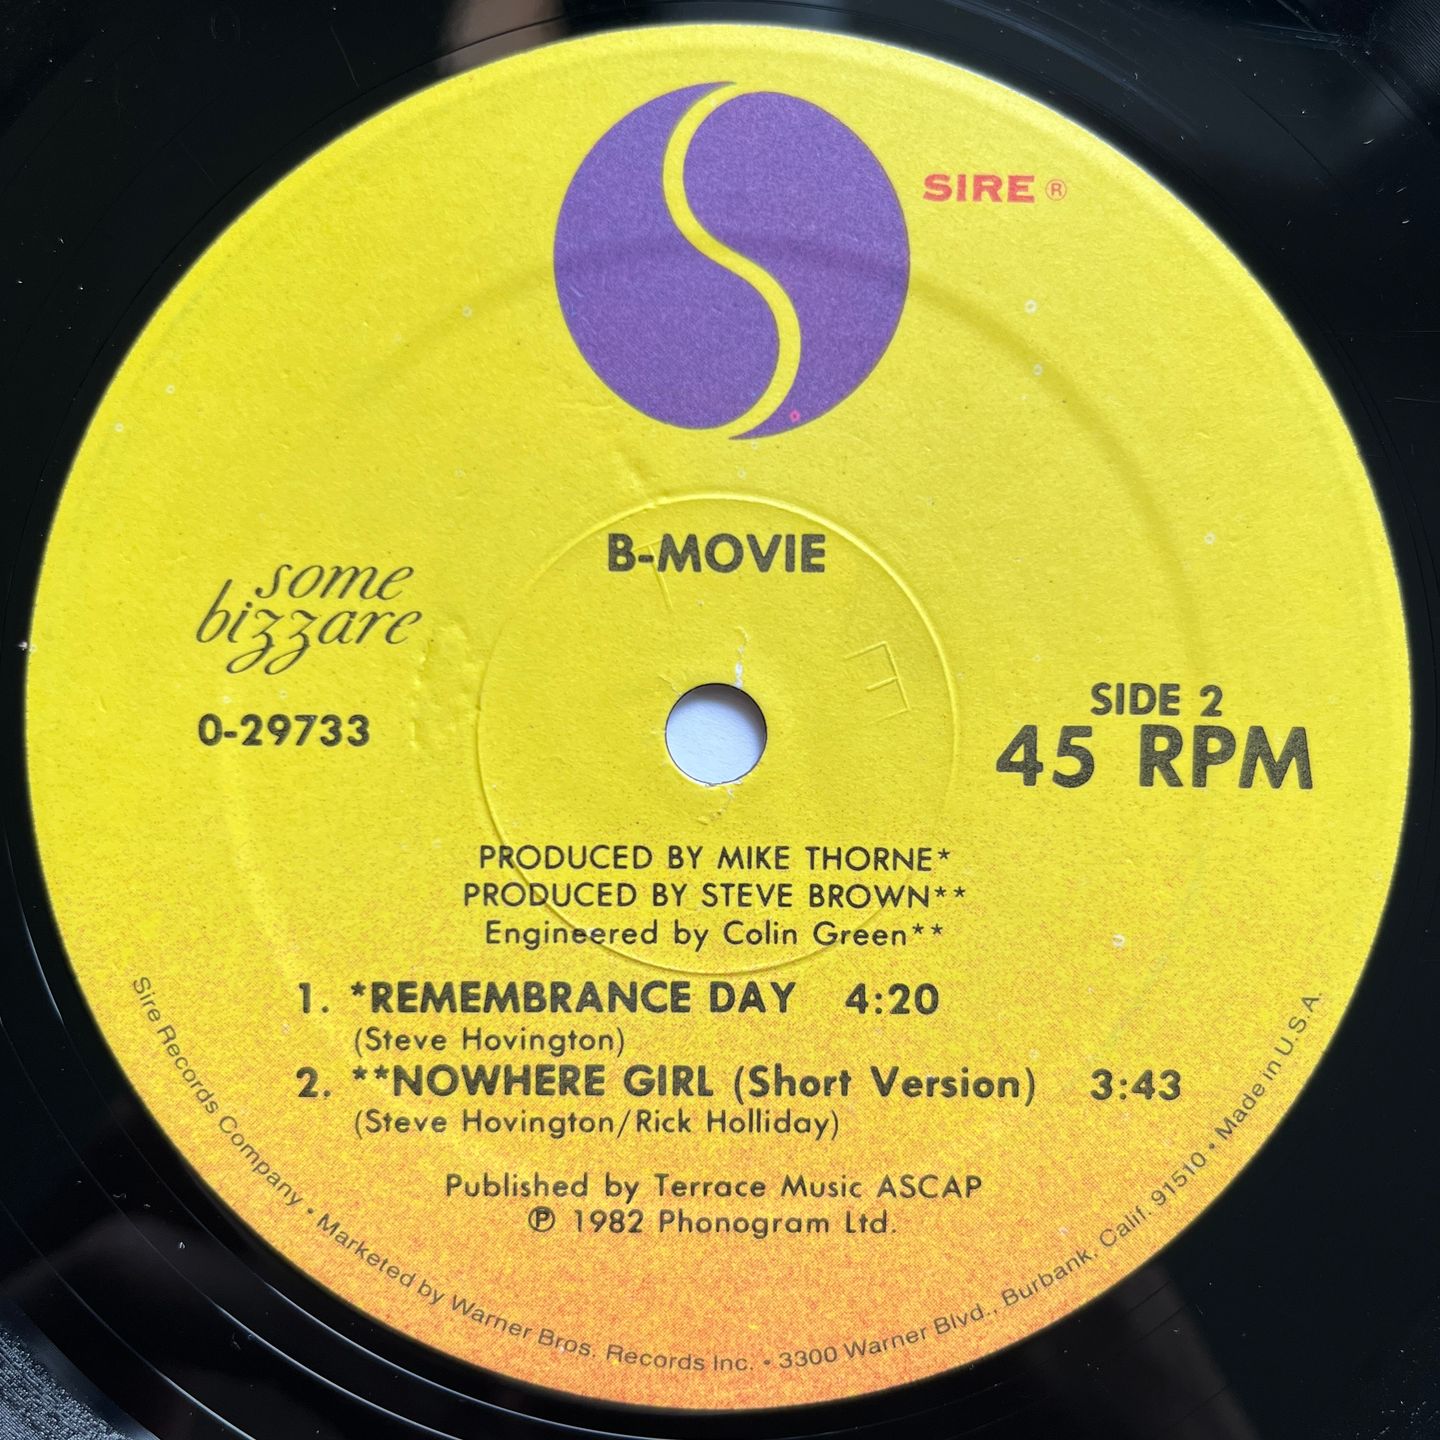 SIRE ®
B-MOVIE
some
bizzare
0-29733
SIDE 2
45 RPM
PRODUCED BY MIKE THORNE*
PRODUCED BY STEVE BROWN**
Engineered by Colin Green**
1. *REMEMBRANCE DAY 4:20
(Steve Hovington)
2. **NOWHERE GIRL (Short Version) 3:43
(Steve Hovington/Rick Holliday)
Published by Terrace Music ASCAP
℗ 1982 Phonogram Ltd.
Sire Records Company • Marketed by Warner Bros. Records Inc. • 3300 Warner Blvd., Burbank, Calif. 91510 • Made in U.S.A.